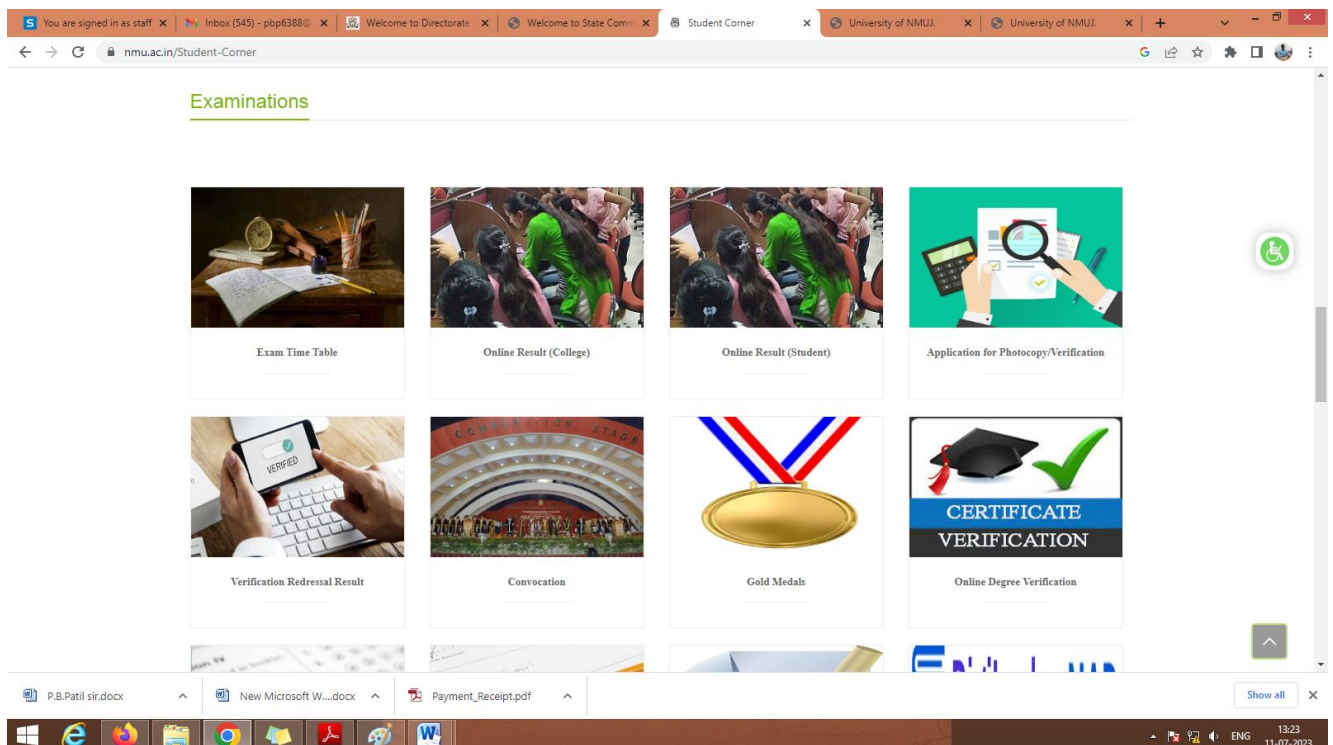 You are signed in as staff
Inbox (545) - pbp6388@
Welcome to Directorate
Welcome to State Comm
Student Corner
University of NMUJ.
University of NMUJ.
nmu.ac.in/Student-Corner
Examinations
Exam Time Table
Online Result (College)
Online Result (Student)
Application for Photocopy/Verification
VERIFIED
CONVOCATION STAGE
CERTIFICATE
VERIFICATION
Verification Redressal Result
Convocation
Gold Medals
Online Degree Verification
P.B.Patil sir.docx
New Microsoft W....docx
Payment_Receipt.pdf
Show all
ENG
13:23
11-07-2023